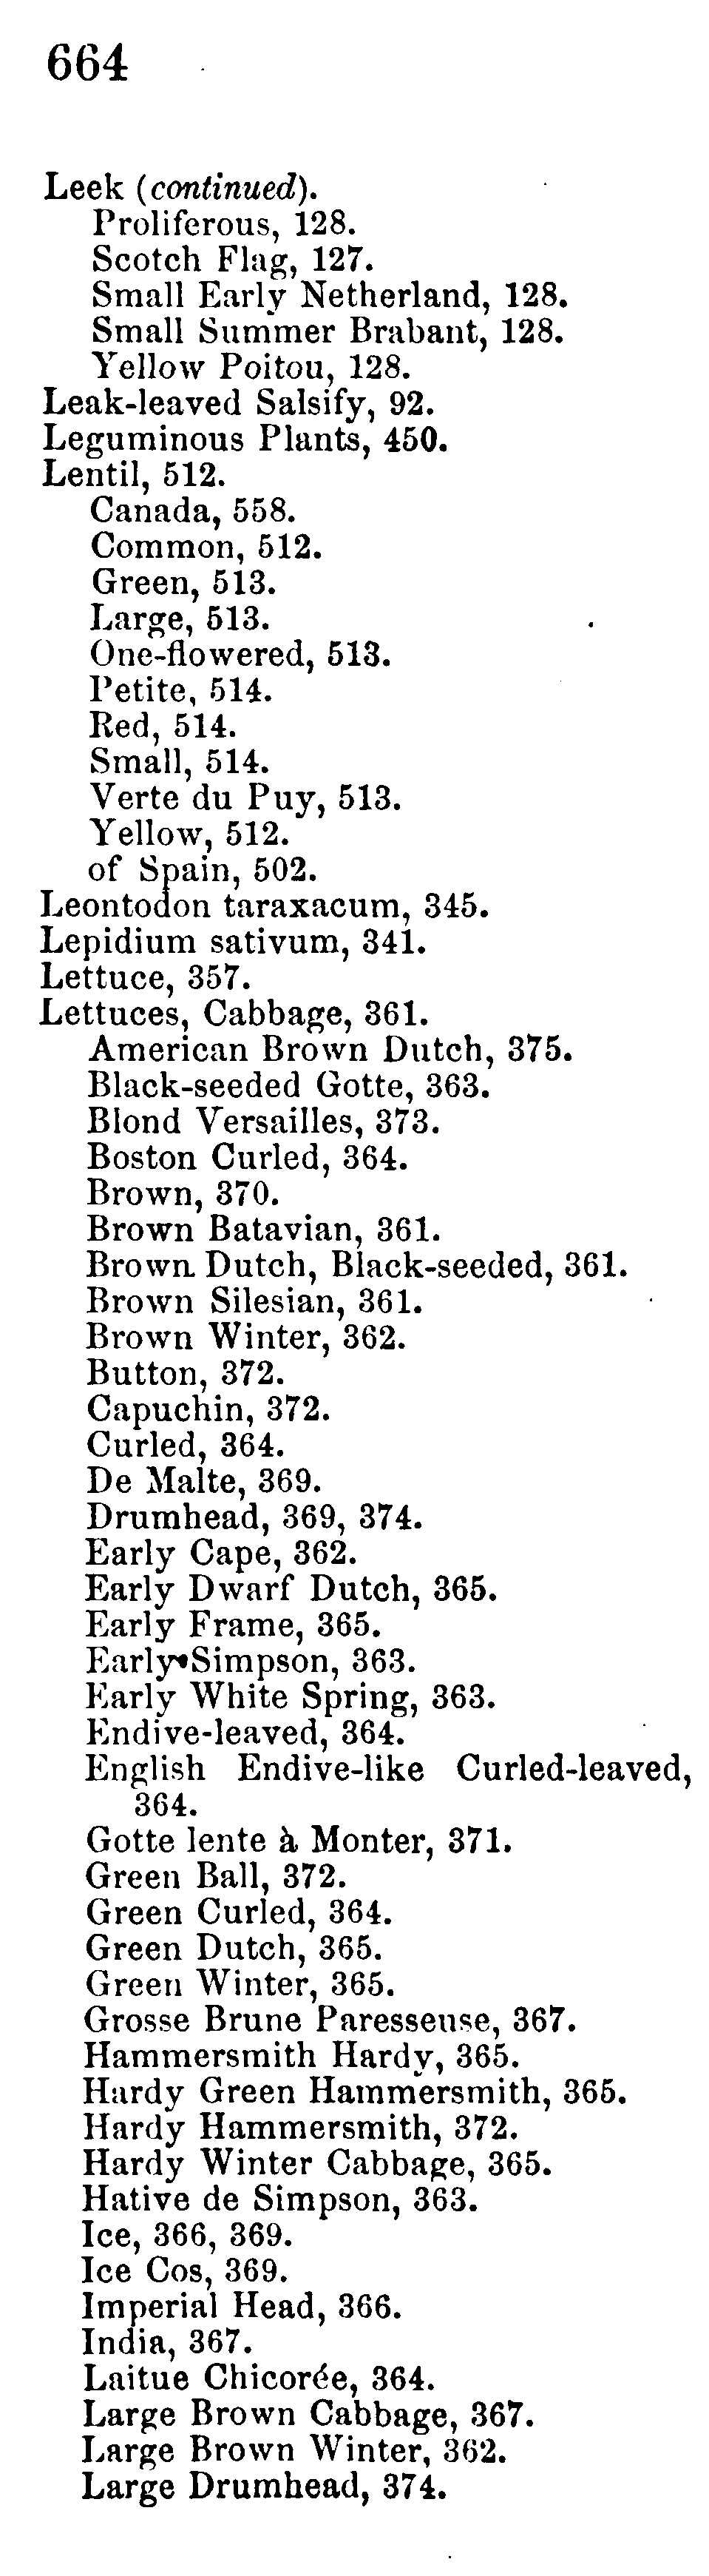 664
Leek (continued).
Proliferous, 128.
Scotch Flag, 127.
Small Early Netherland, 128.
Small Summer Brabant, 128.
Yellow Poitou, 128.
Leak-leaved Salsify, 92.
Leguminous Plants, 450.
Lentil, 512.
Canada, 558.
Common, 512.
Green, 513.
Large, 513.
One-flowered, 513.
Petite, 514.
Red, 514.
Small, 514.
Verte du Puy, 513.
Yellow, 512.
of Spain, 502.
Leontodon taraxacum, 345.
Lepidium sativum, 341.
Lettuce, 357.
Lettuces, Cabbage, 361.
American Brown Dutch, 375.
Black-seeded Gotte, 363.
Blond Versailles, 373.
Boston Curled, 364.
Brown, 370.
Brown Batavian, 361.
Brown Dutch, Black-seeded, 361.
Brown Silesian, 361.
Brown Winter, 362.
Button, 372.
Capuchin, 372.
Curled, 364.
De Malte, 369.
Drumhead, 369, 374.
Early Cape, 362.
Early Dwarf Dutch, 365.
Early Frame, 365.
Early Simpson, 363.
Early White Spring, 363.
Endive-leaved, 364.
English Endive-like Curled-leaved,
364.
Gotte lente à Monter, 371.
Green Ball, 372.
Green Curled, 364.
Green Dutch, 365.
Green Winter, 365.
Grosse Brune Paresseuse, 367.
Hammersmith Hardy, 365.
Hardy Green Hammersmith, 365.
Hardy Hammersmith, 372.
Hardy Winter Cabbage, 365.
Hative de Simpson, 363.
Ice, 366, 369.
Ice Cos, 369.
Imperial Head, 366.
India, 367.
Laitue Chicorée, 364.
Large Brown Cabbage, 367.
Large Brown Winter, 362.
Large Drumhead, 374.